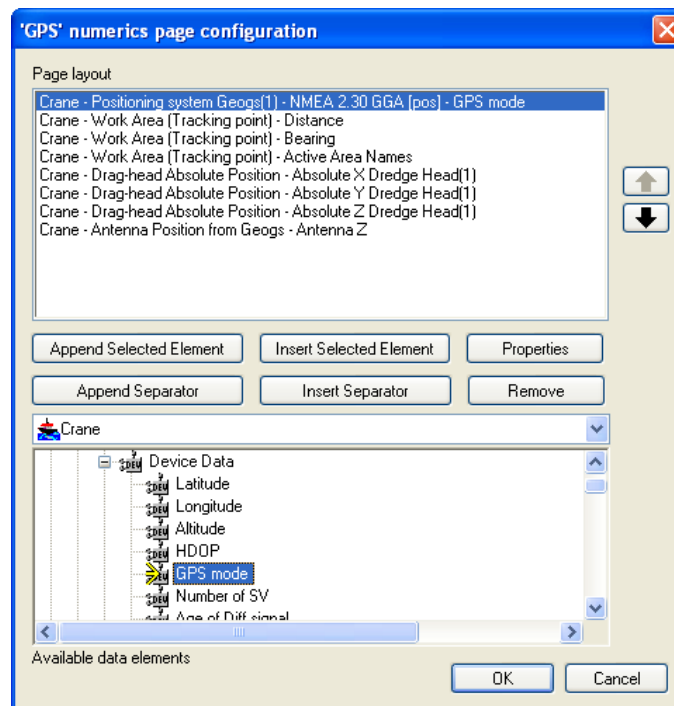 'GPS' numerics page configuration
Page layout
Crane - Positioning system Geogs(1) - NMEA 2.30 GGA [pos] - GPS mode
Crane - Work Area (Tracking point) - Distance
Crane - Work Area (Tracking point) - Bearing
Crane - Work Area (Tracking point) - Active Area Names
Crane - Drag-head Absolute Position - Absolute X Dredge Head(1)
Crane - Drag-head Absolute Position - Absolute Y Dredge Head(1)
Crane - Drag-head Absolute Position - Absolute Z Dredge Head(1)
Crane - Antenna Position from Geogs - Antenna Z
Append Selected Element Insert Selected Element Properties
Append Separator Insert Separator Remove
Crane
Device Data
Latitude
Longitude
Altitude
HDOP
GPS mode
Number of SV
Age of Diff signal
Available data elements
OK Cancel